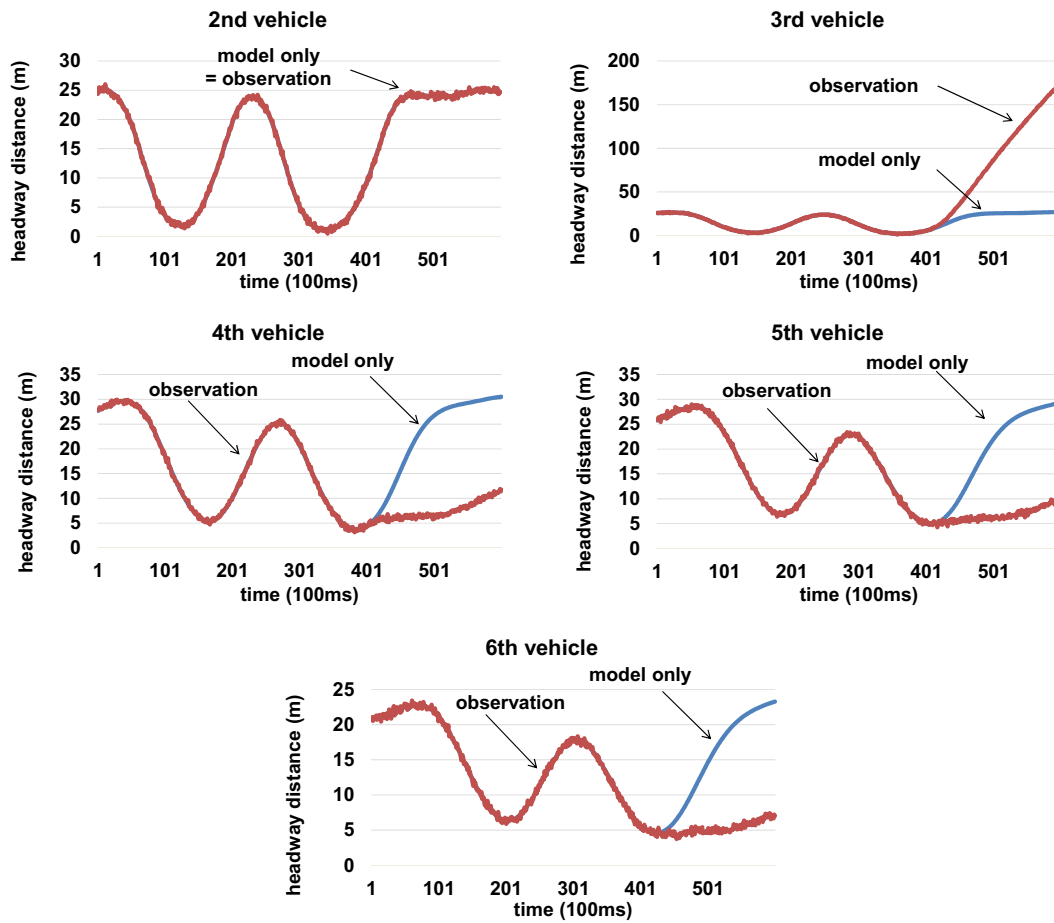 2nd vehicle
headway distance (m)
30
25
20
15
10
5
0
model only
= observation
1 101 201 301 401 501
time (100ms)
3rd vehicle
headway distance (m)
200
150
100
50
0
observation
model only
1 101 201 301 401 501
time (100ms)
4th vehicle
headway distance (m)
35
30
25
20
15
10
5
0
model only
observation
1 101 201 301 401 501
time (100ms)
5th vehicle
headway distance (m)
35
30
25
20
15
10
5
0
model only
observation
1 101 201 301 401 501
time (100ms)
6th vehicle
headway distance (m)
25
20
15
10
5
0
model only
observation
1 101 201 301 401 501
time (100ms)